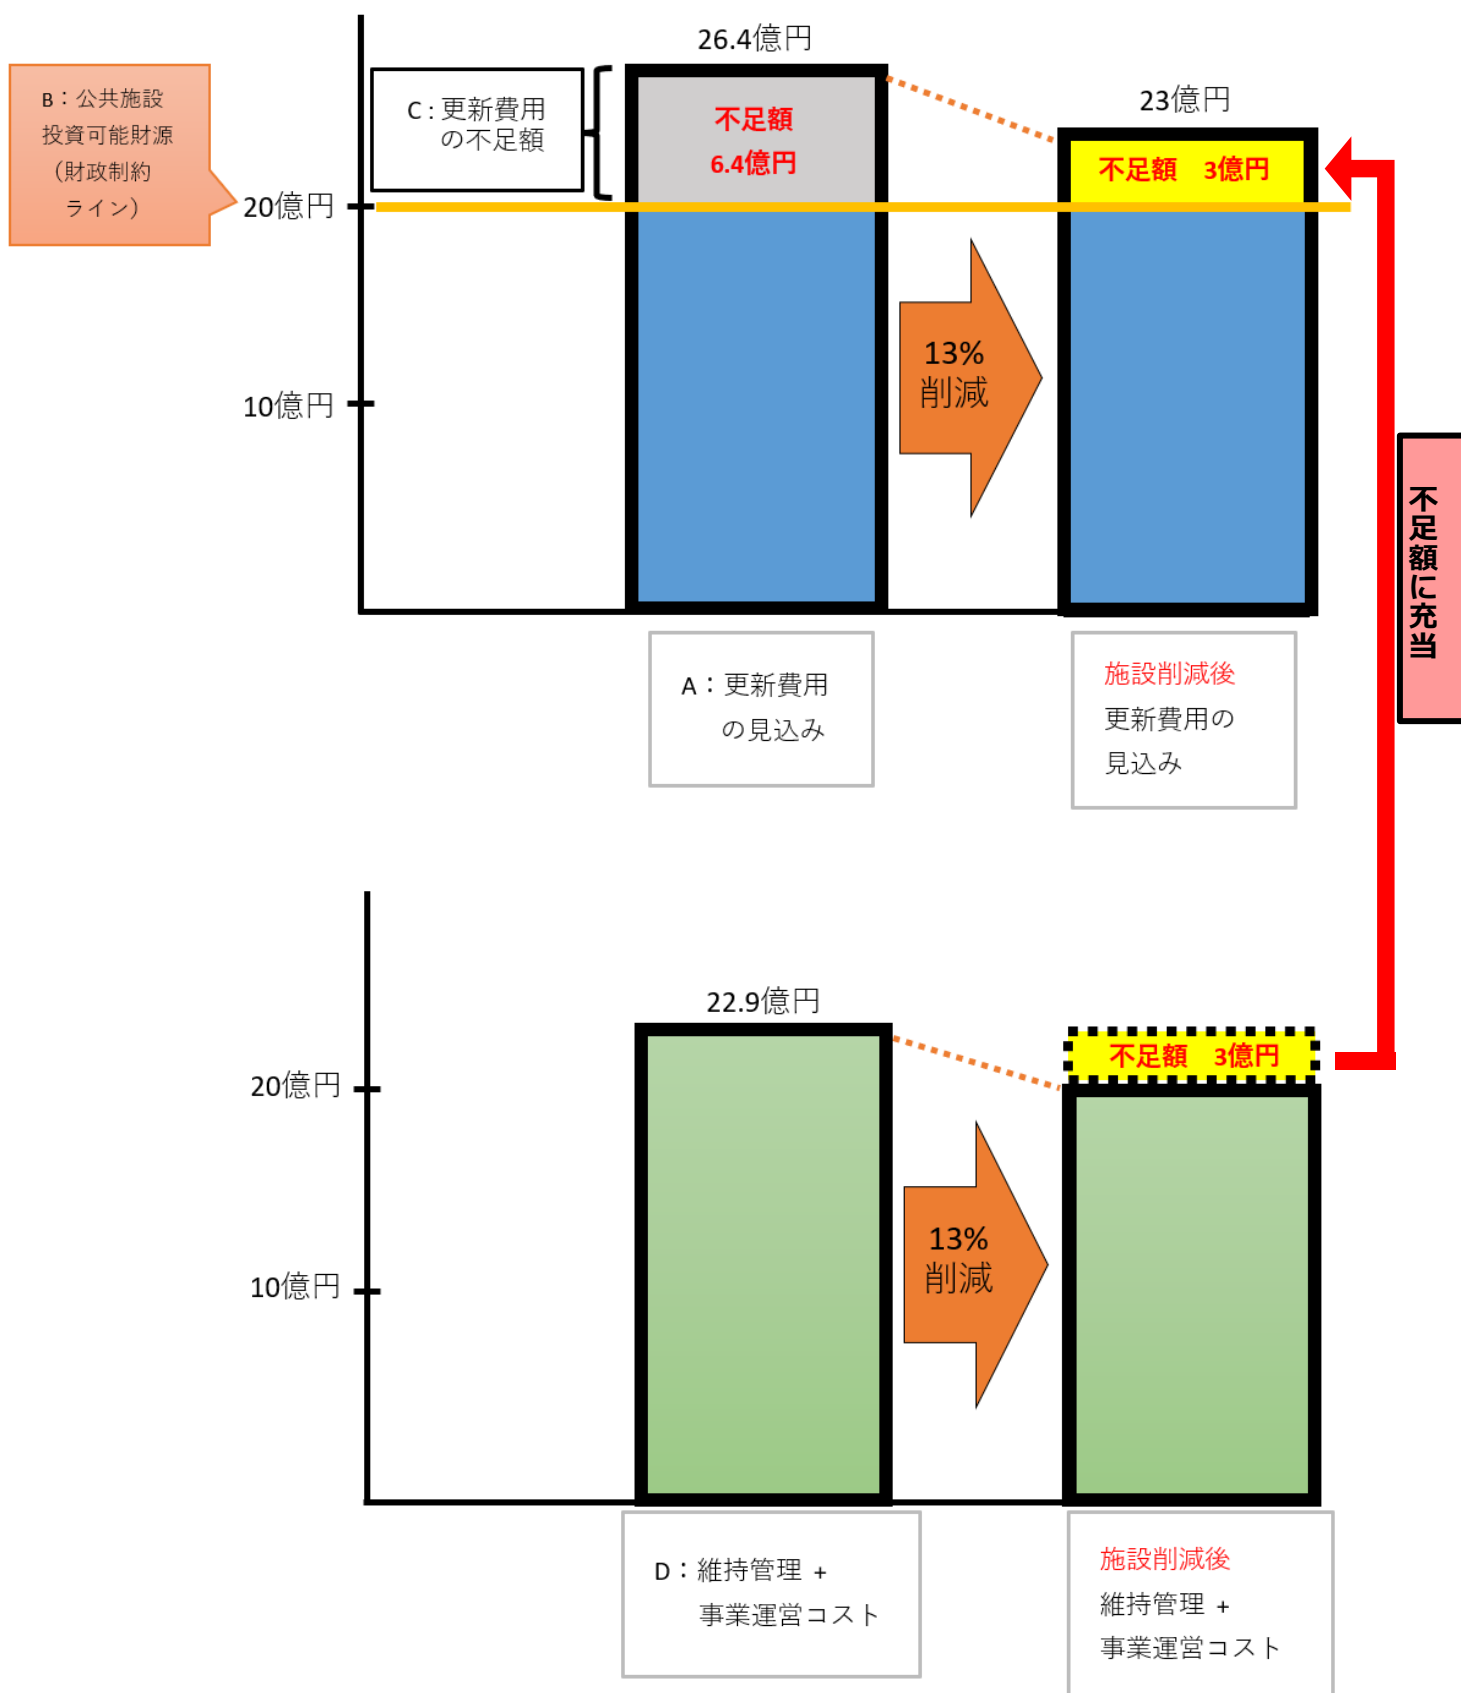 26.4億円
23億円
B：公共施設
投資可能財源
（財政制約
ライン）
C：更新費用
の不足額
不足額
6.4億円
不足額　3億円
20億円
13%
削減
10億円
不足額に充当
A：更新費用
の見込み
施設削減後
更新費用の
見込み
22.9億円
不足額　3億円
20億円
13%
削減
10億円
D：維持管理 +
事業運営コスト
施設削減後
維持管理 +
事業運営コスト